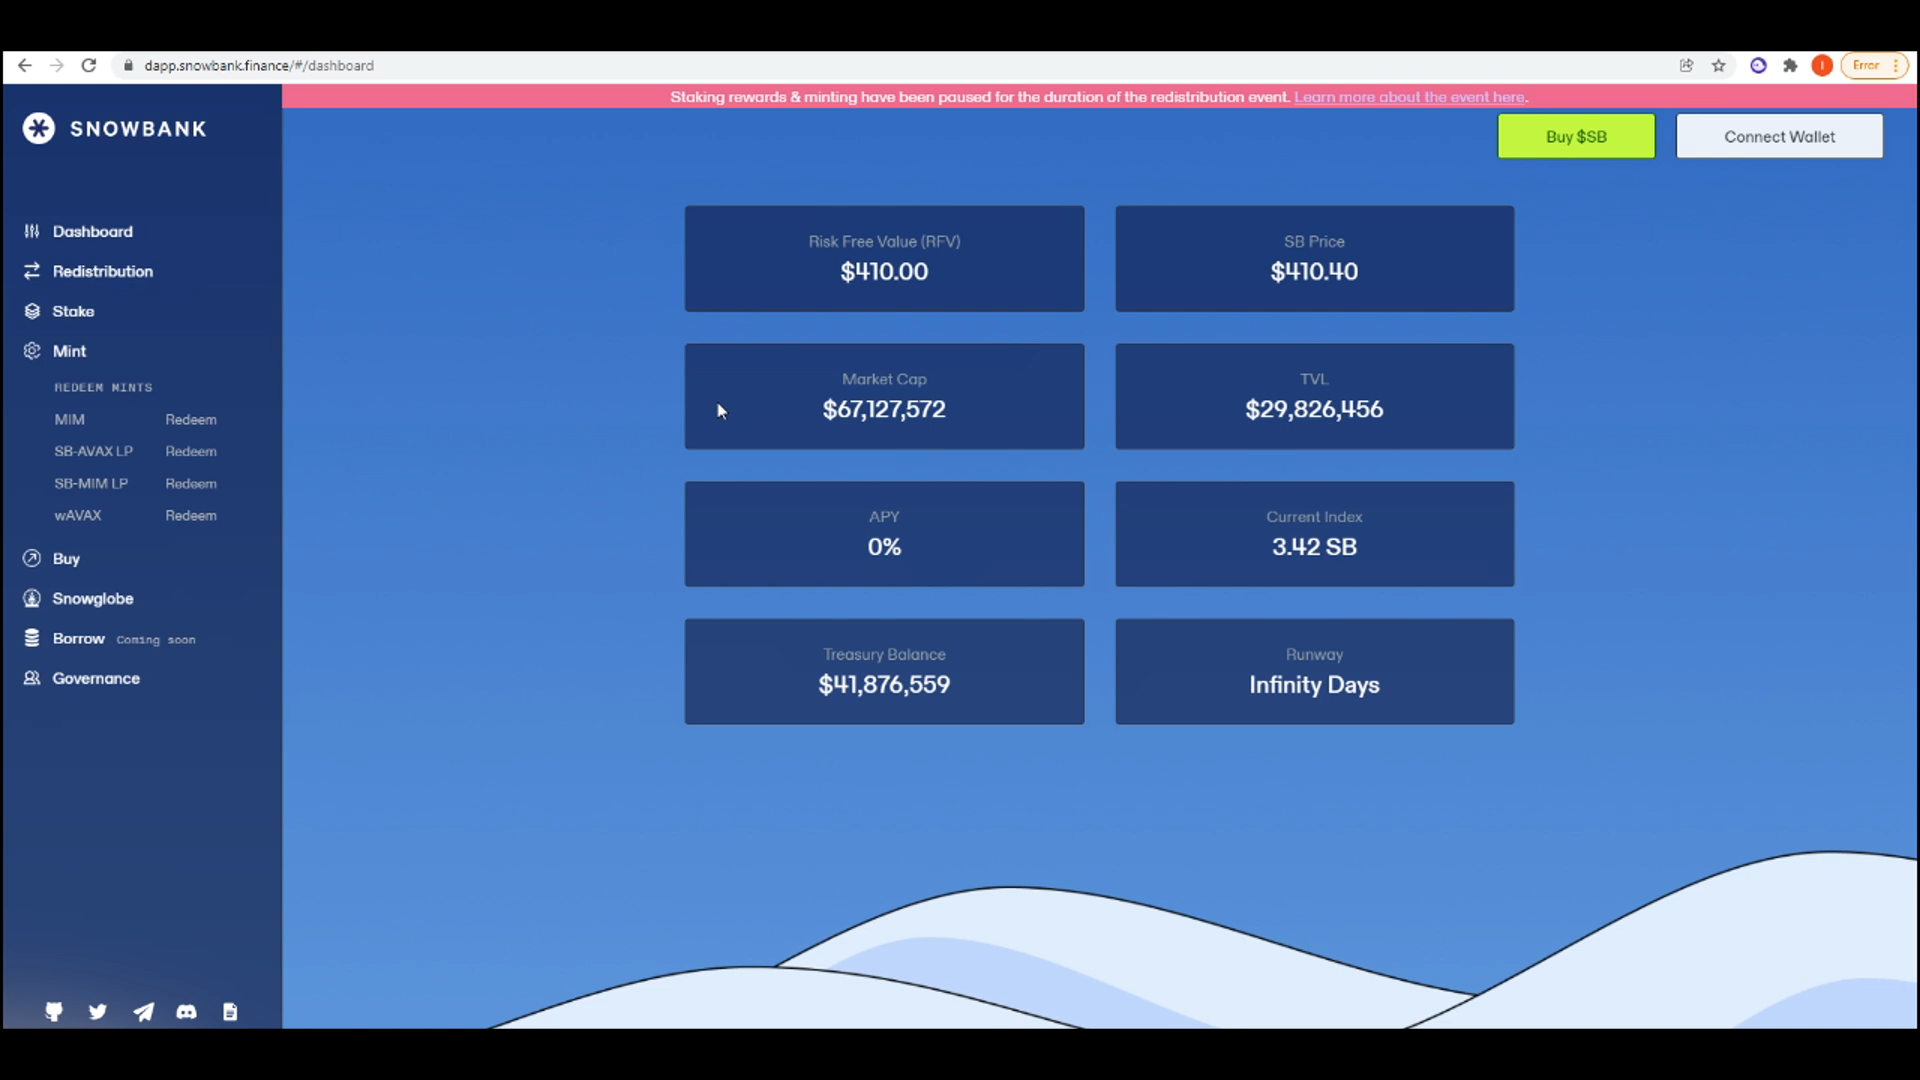 dapp.snowbank.finance/#/dashboard
Error
Staking rewards & minting have been paused for the duration of the redistribution event. Learn more about the event here.
SNOWBANK
Buy $SB
Connect Wallet
Dashboard
Redistribution
Stake
Mint
REDEEM MINTS
MIM Redeem
SB-AVAX LP Redeem
SB-MIM LP Redeem
wAVAX Redeem
Buy
Snowglobe
Borrow Coming soon
Governance
Risk Free Value (RFV)
$410.00
SB Price
$410.40
Market Cap
$67,127,572
TVL
$29,826,456
APY
0%
Current Index
3.42 SB
Treasury Balance
$41,876,559
Runway
Infinity Days